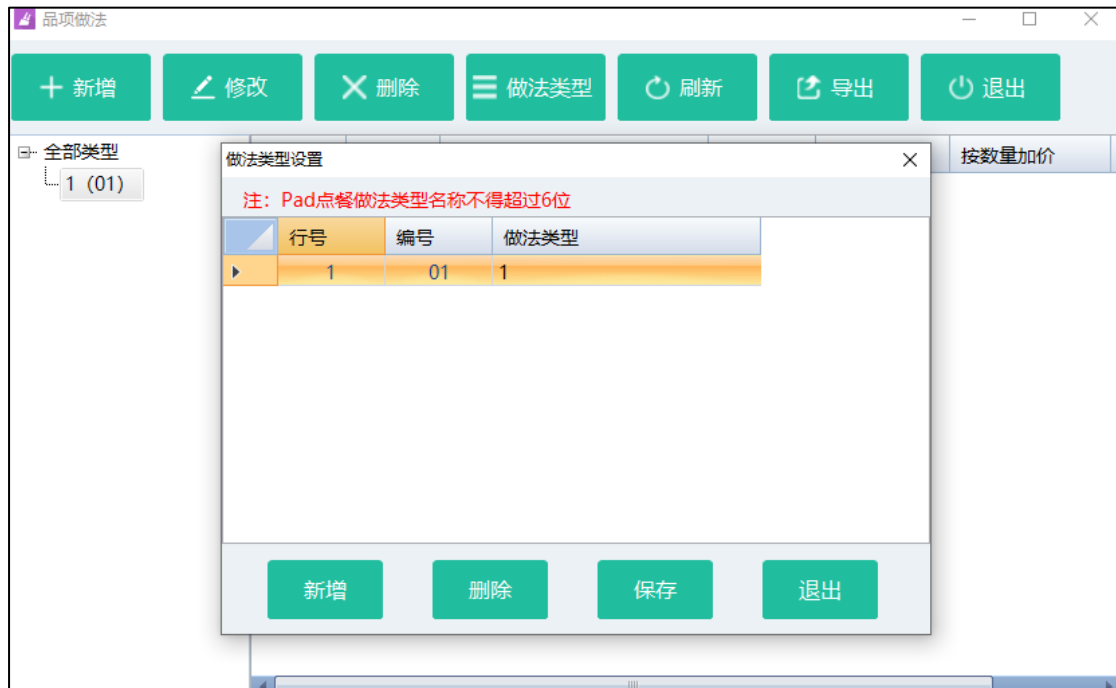 品项做法
新增 修改 删除 做法类型 刷新 导出 退出
全部类型
1 (01)
按数量加价
做法类型设置
注：Pad点餐做法类型名称不得超过6位
行号 编号 做法类型
1 01 1
新增 删除 保存 退出